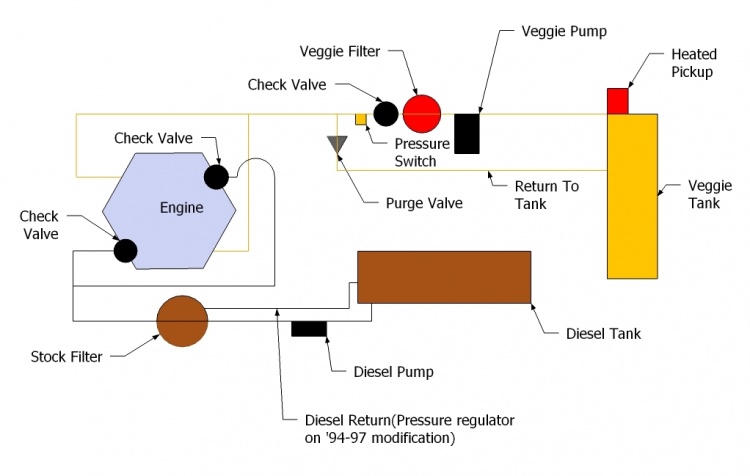 Veggie Pump
Veggie Filter
Heated
Pickup
Check Valve
Check Valve
Pressure
Switch
Return To
Tank
Veggie
Tank
Purge Valve
Engine
Check
Valve
Diesel Tank
Stock Filter
Diesel Pump
Diesel Return(Pressure regulator
on '94-97 modification)